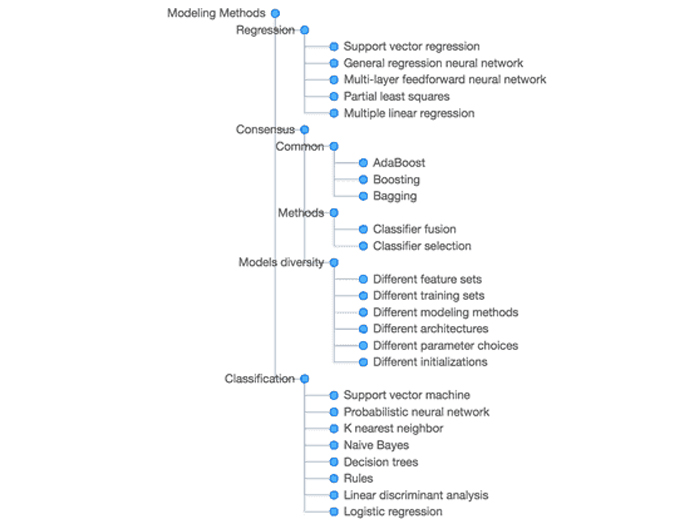 Modeling Methods
Regression
Support vector regression
General regression neural network
Multi-layer feedforward neural network
Partial least squares
Multiple linear regression
Consensus
Common
AdaBoost
Boosting
Bagging
Methods
Classifier fusion
Classifier selection
Models diversity
Different feature sets
Different training sets
Different modeling methods
Different architectures
Different parameter choices
Different initializations
Classification
Support vector machine
Probabilistic neural network
K nearest neighbor
Naive Bayes
Decision trees
Rules
Linear discriminant analysis
Logistic regression